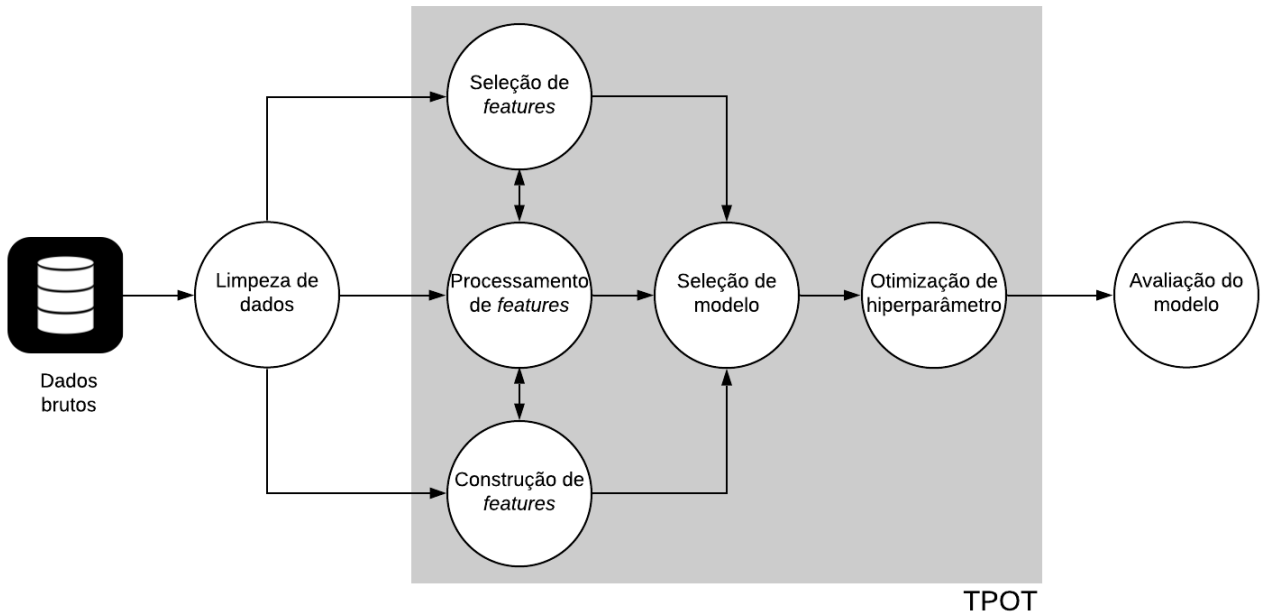 Seleção de
features
Dados
brutos
Limpeza de
dados
Processamento
de features
Seleção de
modelo
Otimização de
hiperparâmetro
Avaliação do
modelo
Construção de
features
TPOT